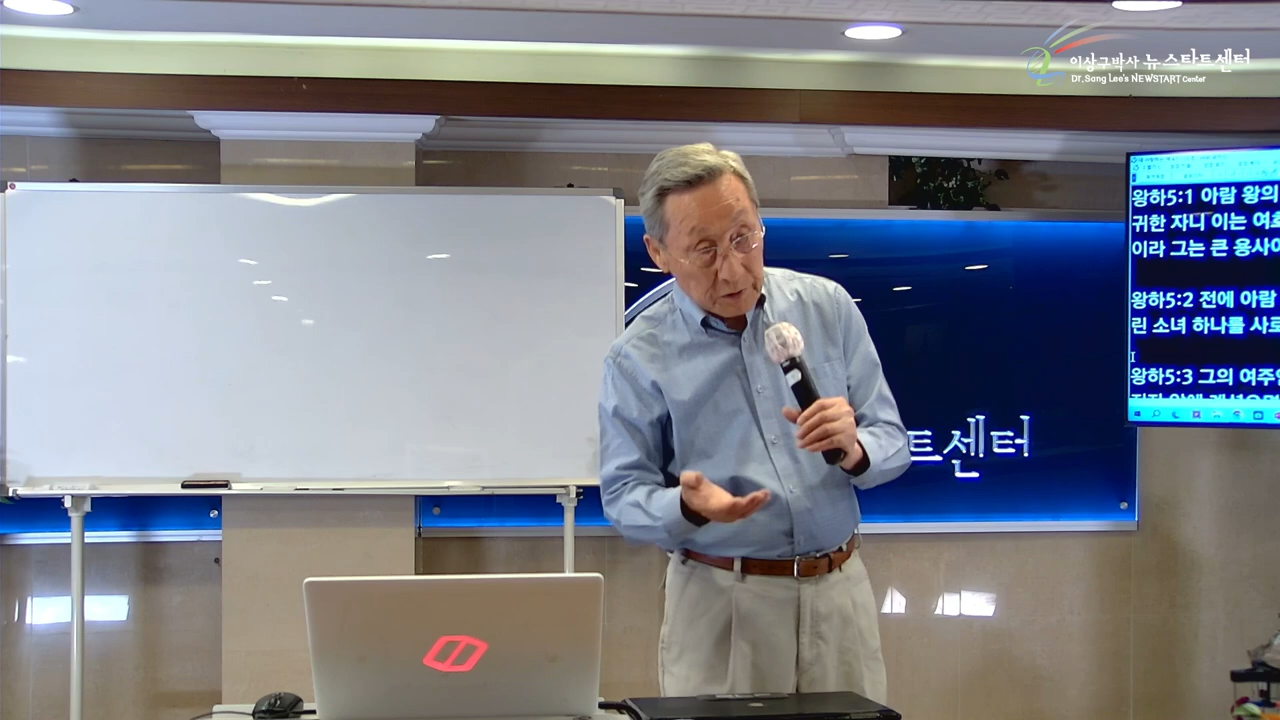 이상구박사 뉴스타트센터
Dr. Sang Lee's NEWSTART Center
왕하5:1 아람 왕의
귀한 자니 이는 여호
이라 그는 큰 용사이
왕하5:2 전에 아람
린 소녀 하나를 사로
왕하5:3 그의 여주인
트센터